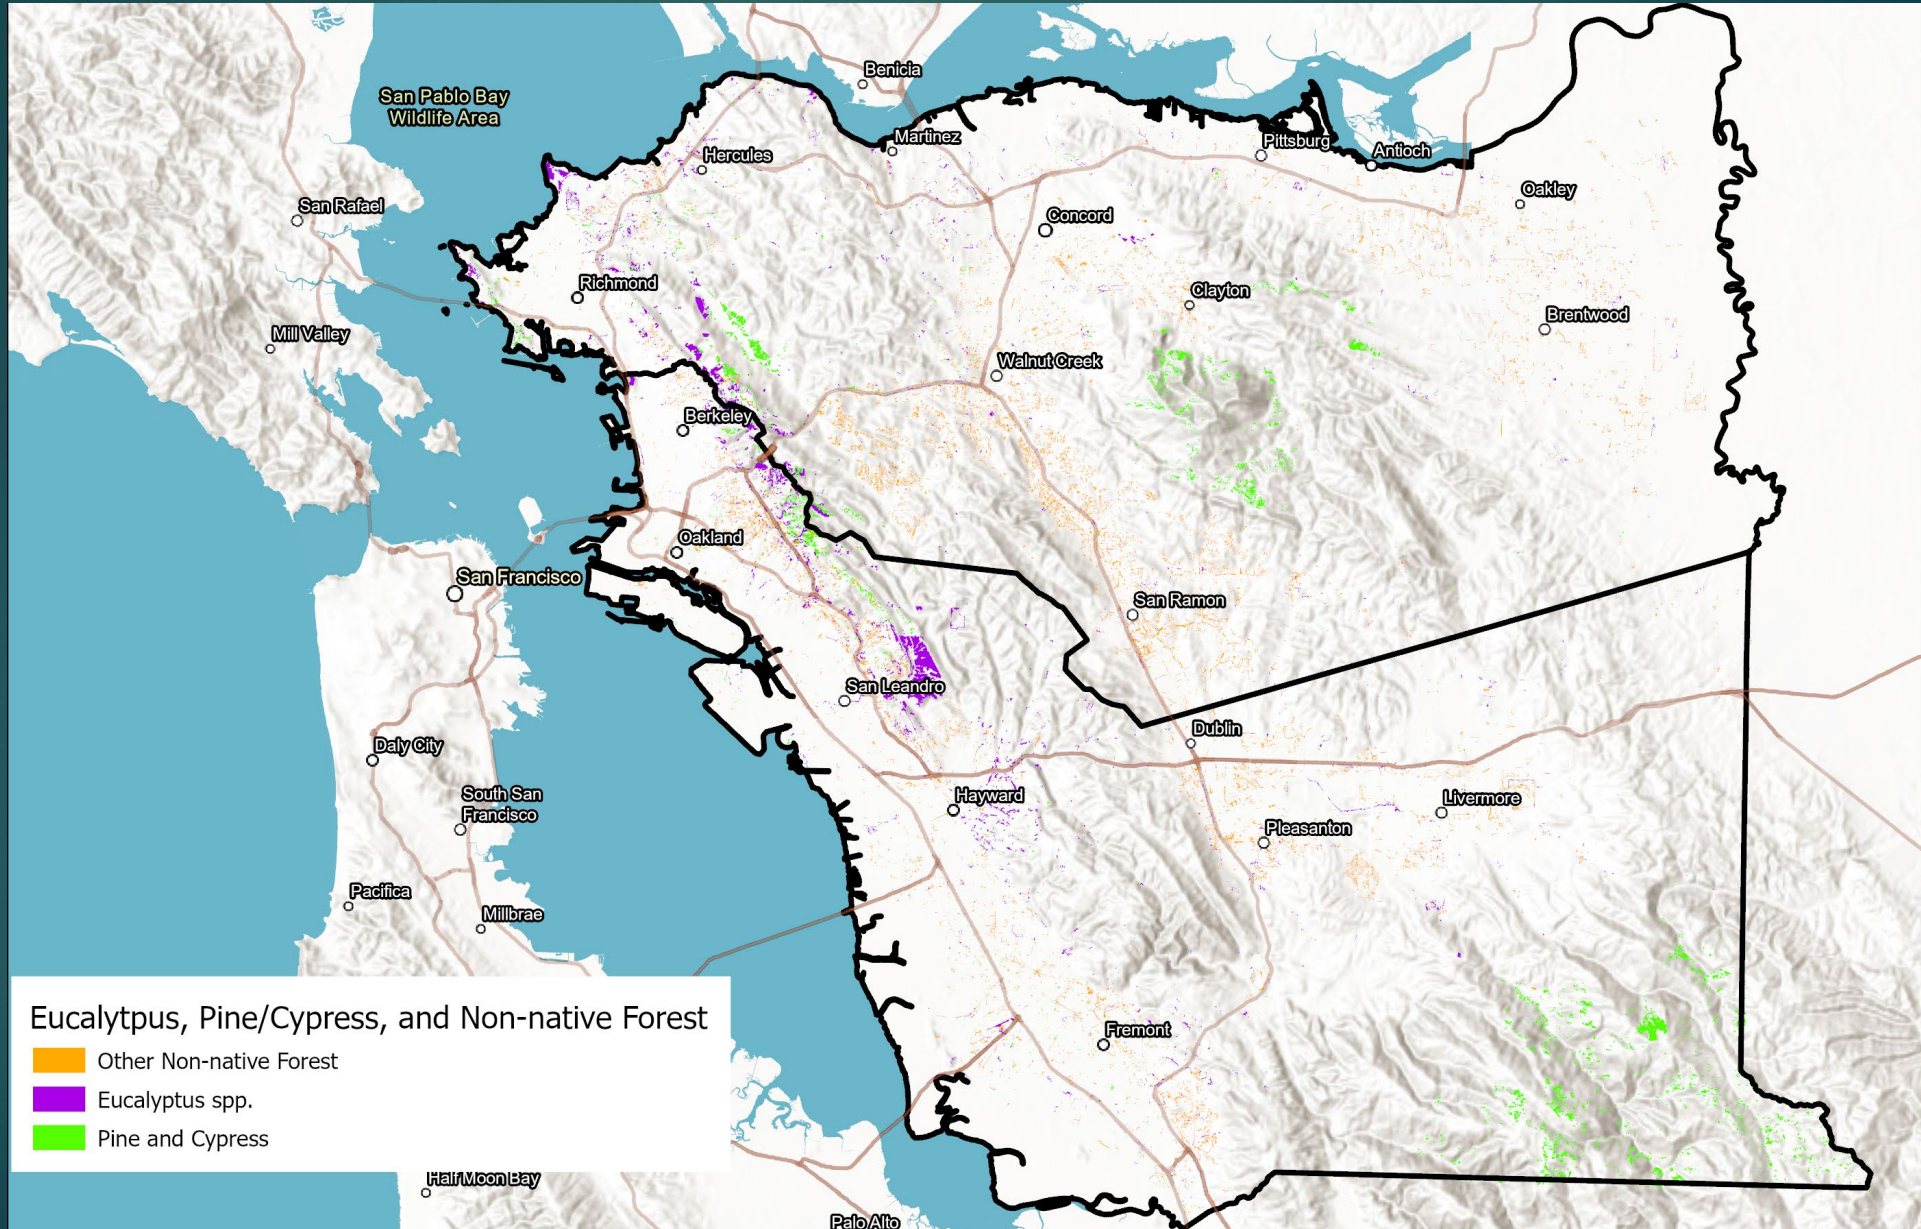 Benicia
San Pablo Bay
Wildlife Area
Martinez
Pittsburg
Antioch
Hercules
Oakley
San Rafael
Concord
Richmond
Clayton
Brentwood
Mill Valley
Walnut Creek
Berkeley
Oakland
San Francisco
San Ramon
San Leandro
Dublin
Daly City
South San
Francisco
Hayward
Livermore
Pleasanton
Pacifica
Millbrae
Fremont
Eucalytpus, Pine/Cypress, and Non-native Forest
Other Non-native Forest
Eucalyptus spp.
Pine and Cypress
Half Moon Bay
Palo Alto